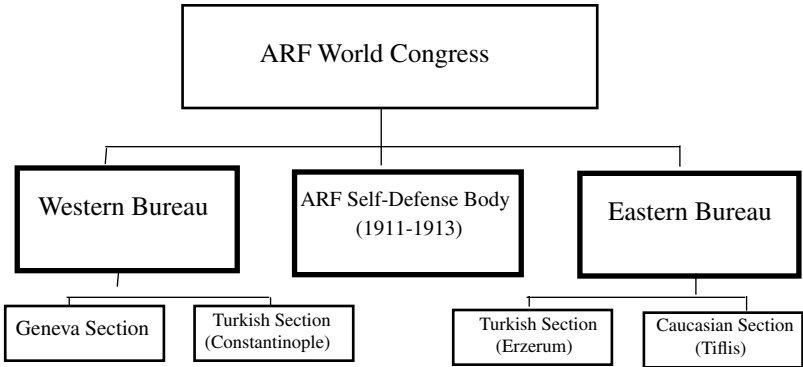 ARF World Congress
Western Bureau
ARF Self-Defense Body
(1911-1913)
Eastern Bureau
Geneva Section
Turkish Section
(Constantinople)
Turkish Section
(Erzerum)
Caucasian Section
(Tiflis)